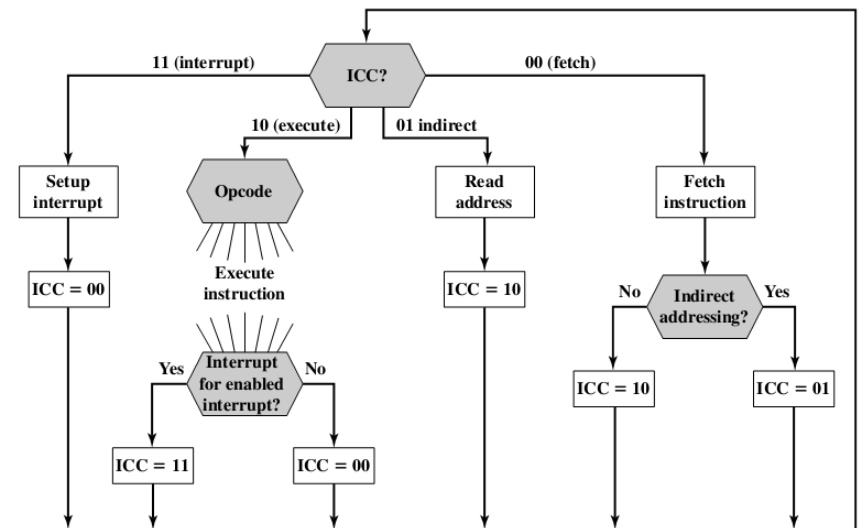 11 (interrupt)
ICC?
00 (fetch)
10 (execute)
01 indirect
Setup
interrupt
Opcode
Read
address
Fetch
instruction
ICC = 00
Execute
instruction
ICC = 10
No
Indirect
addressing?
Yes
Yes
Interrupt
for enabled
interrupt?
No
ICC = 10
ICC = 01
ICC = 11
ICC = 00